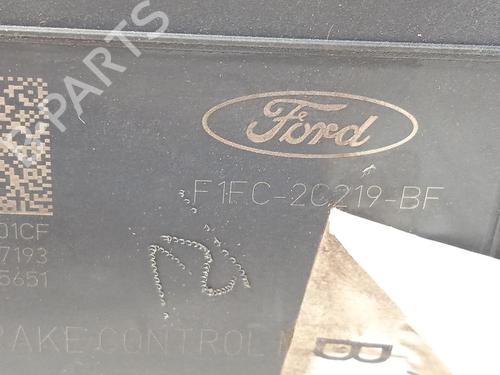 B-PARTS
Ford
F1FC-2C219-BF
01CF
7193
5651
RAKE CONTROL
B